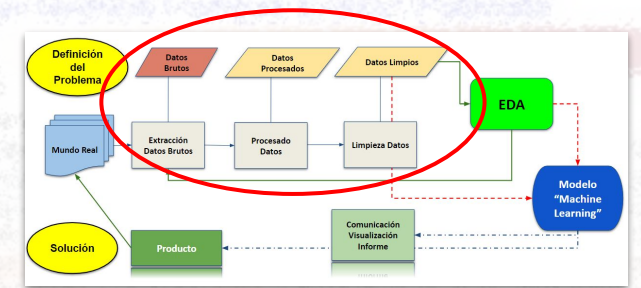 Definición
del
Problema
Datos
Brutos
Datos
Procesados
Datos Limpios
EDA
Mundo Real
Extracción
Datos Brutos
Procesado
Datos
Limpieza Datos
Modelo
“Machine
Learning”
Solución
Producto
Comunicación
Visualización
Informe